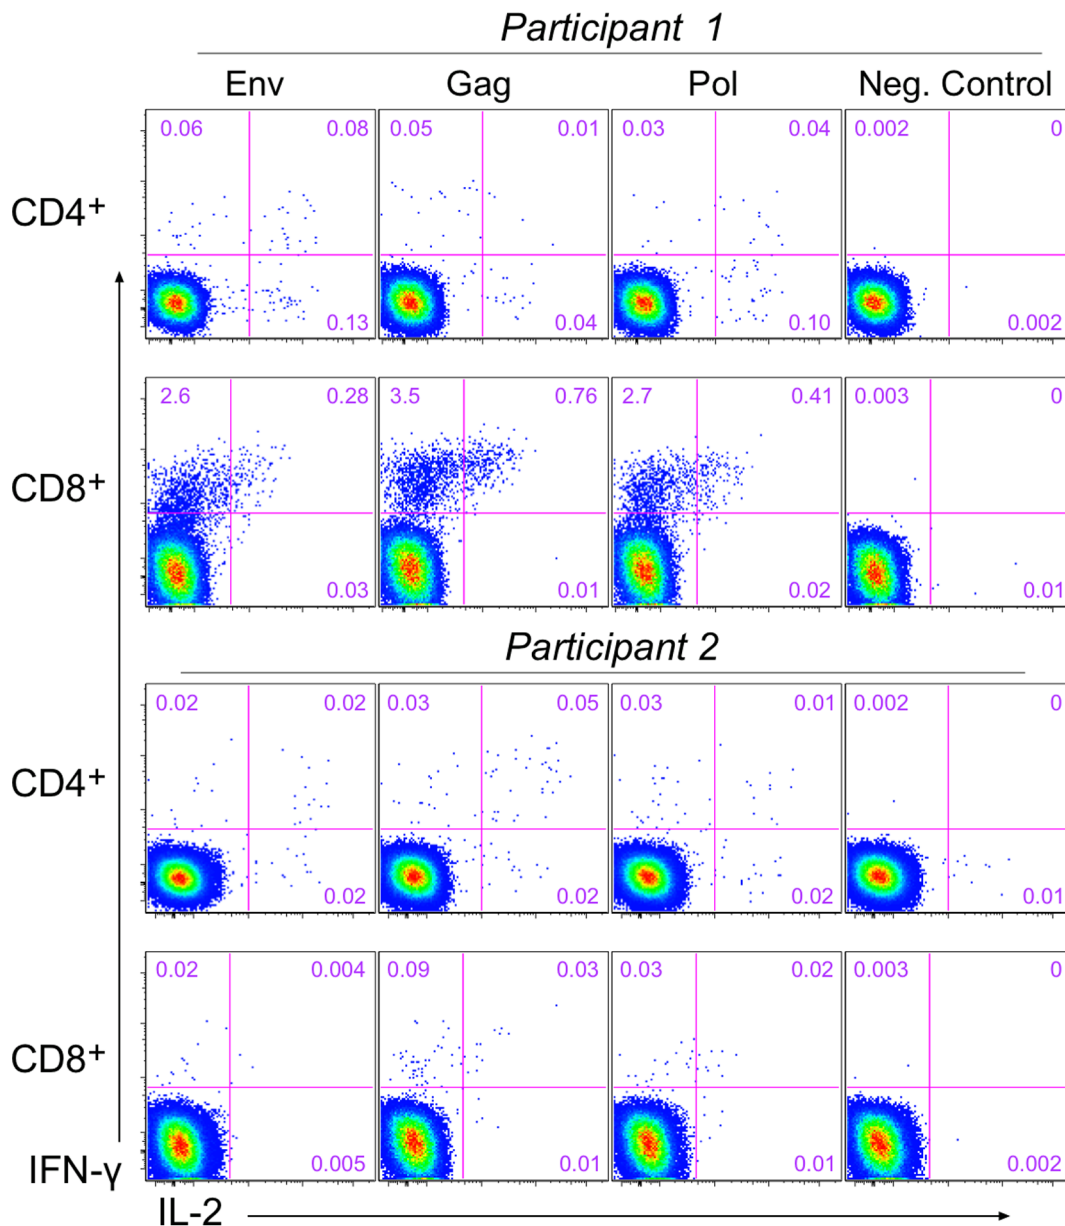 Participant 1
Env Gag Pol Neg. Control
CD4+
0.06 0.08 0.05 0.01 0.03 0.04 0.002 0
0.13 0.04 0.10 0.002
CD8+
2.6 0.28 3.5 0.76 2.7 0.41 0.003 0
0.03 0.01 0.02 0.01
Participant 2
CD4+
0.02 0.02 0.03 0.05 0.03 0.01 0.002 0
0.02 0.02 0.02 0.01
CD8+
0.02 0.004 0.09 0.03 0.03 0.02 0.003 0
0.005 0.01 0.01 0.002
IFN-γ
IL-2